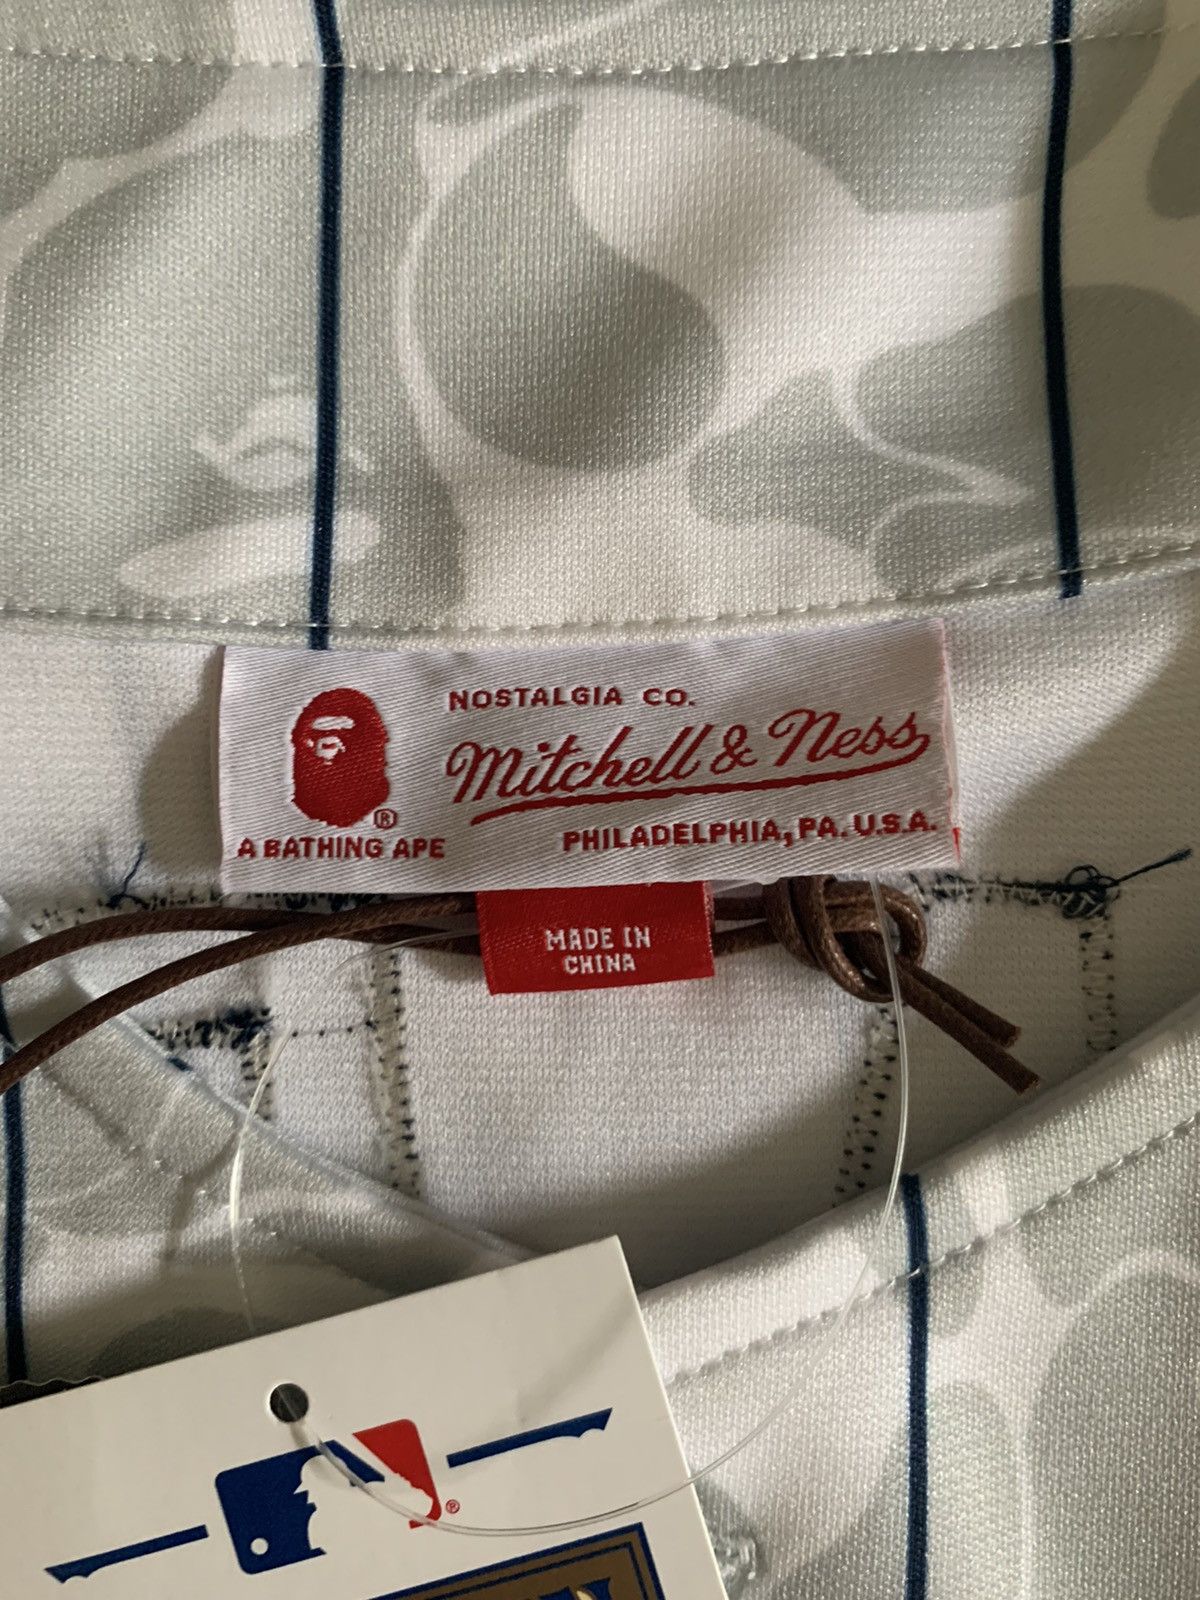 NOSTALGIA CO.
Mitchell & Ness
®
A BATHING APE
PHILADELPHIA, PA. U.S.A.
MADE IN
CHINA
®